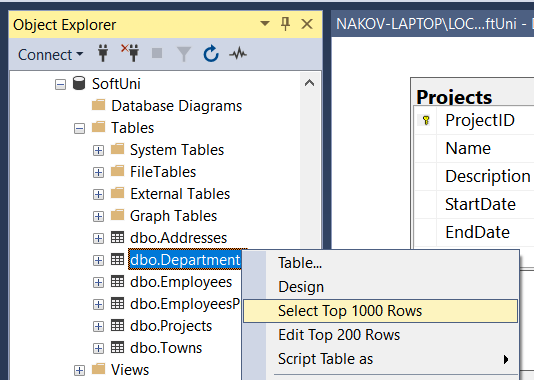 Object Explorer
Connect
SoftUni
Database Diagrams
Tables
System Tables
FileTables
External Tables
Graph Tables
dbo.Addresses
dbo.Department
dbo.Employees
dbo.EmployeesP
dbo.Projects
dbo.Towns
Views
NAKOV-LAPTOP\LOC...ftUni -
Projects
ProjectID
Name
Description
StartDate
EndDate
Table...
Design
Select Top 1000 Rows
Edit Top 200 Rows
Script Table as